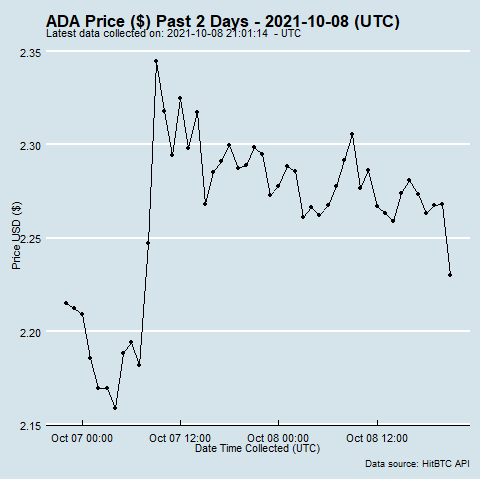 ADA Price ($) Past 2 Days - 2021-10-08 (UTC)
Latest data collected on: 2021-10-08 21:01:14 - UTC
2.35
2.30
2.25
2.20
2.15
Price USD ($)
Oct 07 00:00 Oct 07 12:00 Oct 08 00:00 Oct 08 12:00
Date Time Collected (UTC)
Data source: HitBTC API